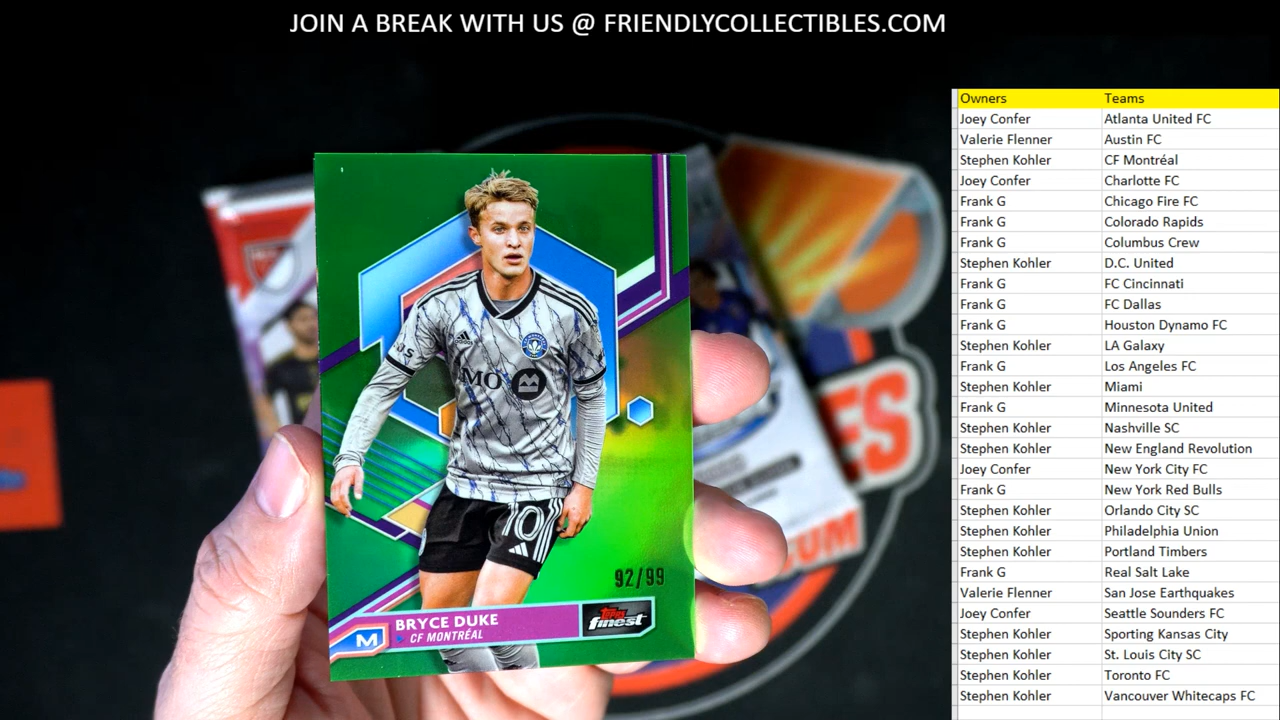 JOIN A BREAK WITH US @ FRIENDLYCOLLECTIBLES.COM
Owners Teams
Joey Confer Atlanta United FC
Valerie Flenner Austin FC
Stephen Kohler CF Montréal
Joey Confer Charlotte FC
Frank G Chicago Fire FC
Frank G Colorado Rapids
Frank G Columbus Crew
Stephen Kohler D.C. United
Frank G FC Cincinnati
Frank G FC Dallas
Frank G Houston Dynamo FC
Stephen Kohler LA Galaxy
Frank G Los Angeles FC
Stephen Kohler Miami
Frank G Minnesota United
Stephen Kohler Nashville SC
Stephen Kohler New England Revolution
Joey Confer New York City FC
Frank G New York Red Bulls
Stephen Kohler Orlando City SC
Stephen Kohler Philadelphia Union
Stephen Kohler Portland Timbers
Frank G Real Salt Lake
Valerie Flenner San Jose Earthquakes
Joey Confer Seattle Sounders FC
Stephen Kohler Sporting Kansas City
Stephen Kohler St. Louis City SC
Stephen Kohler Toronto FC
Stephen Kohler Vancouver Whitecaps FC
MO
10
92/99
BRYCE DUKE
CF MONTRÉAL
M
Topps
finest